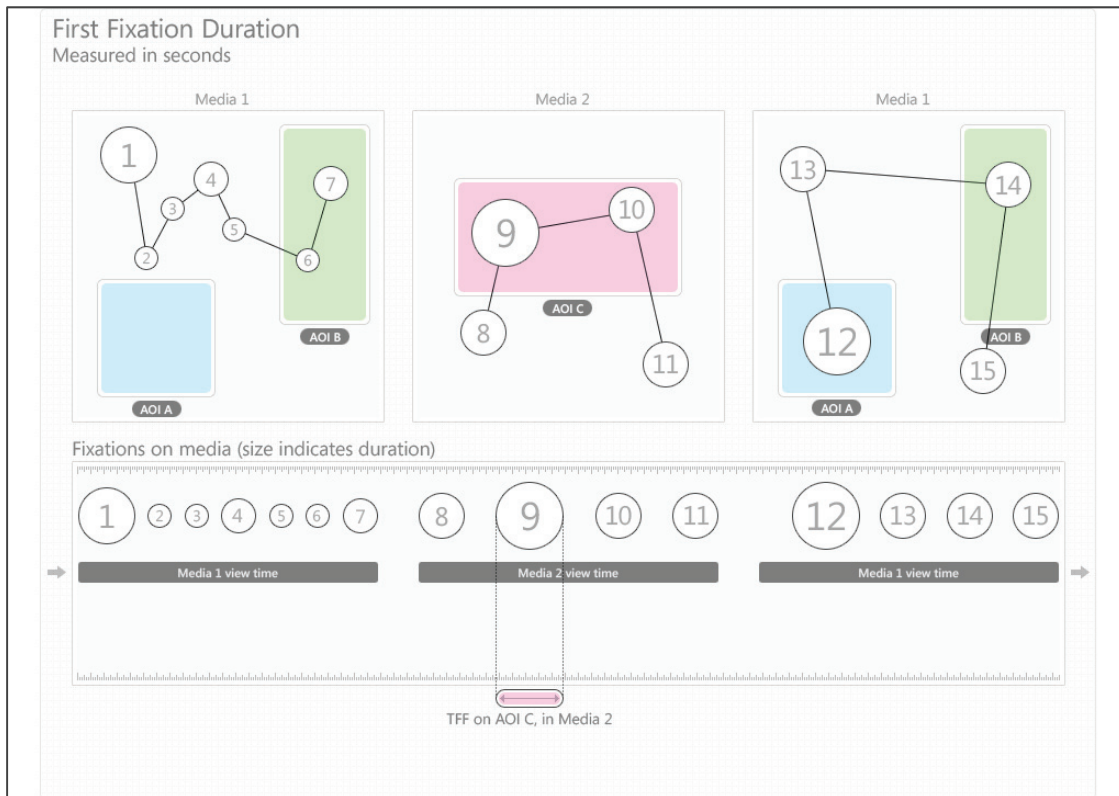 First Fixation Duration
Measured in seconds
Media 1
Media 2
Media 1
1
2
3
4
5
6
7
AOI A
AOI B
8
9
10
11
AOI C
12
13
14
15
AOI A
AOI B
Fixations on media (size indicates duration)
1 2 3 4 5 6 7 8 9 10 11 12 13 14 15
Media 1 view time
Media 2 view time
Media 1 view time
TFF on AOI C, in Media 2